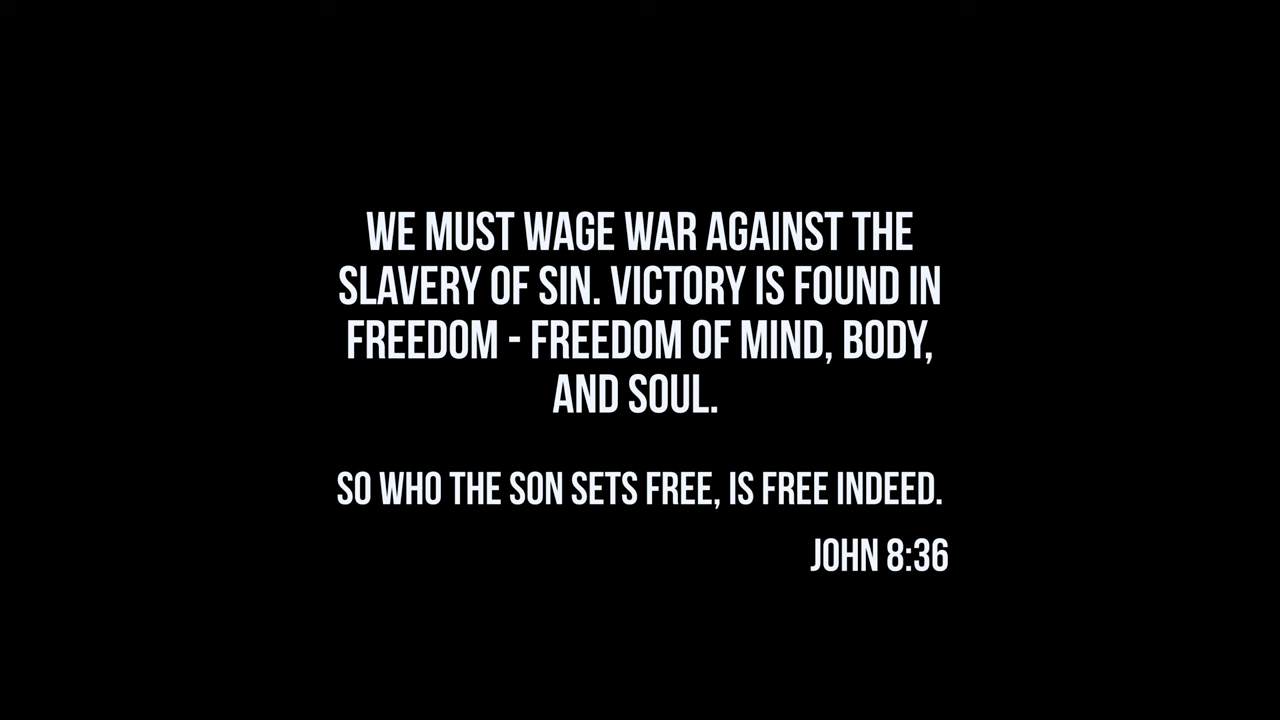 WE MUST WAGE WAR AGAINST THE
SLAVERY OF SIN. VICTORY IS FOUND IN
FREEDOM - FREEDOM OF MIND, BODY,
AND SOUL.
SO WHO THE SON SETS FREE, IS FREE INDEED.
JOHN 8:36